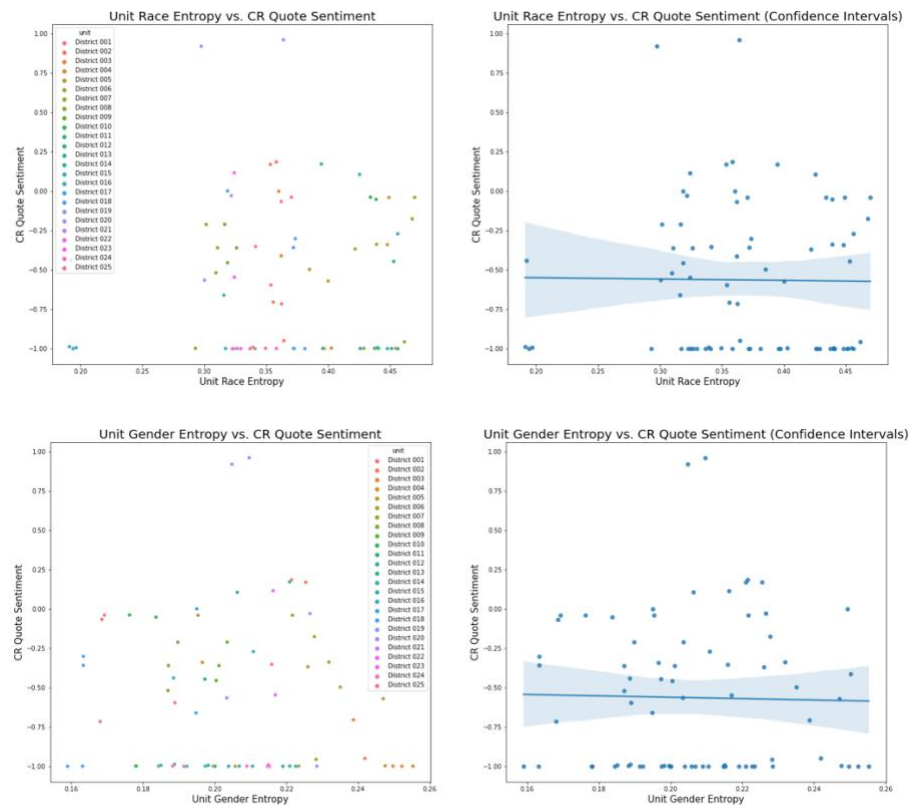 Unit Race Entropy vs. CR Quote Sentiment
1.00
0.75
0.50
0.25
0.00
−0.25
−0.50
−0.75
−1.00
CR Quote Sentiment
unit
District 001
District 002
District 003
District 004
District 005
District 006
District 007
District 008
District 009
District 010
District 011
District 012
District 013
District 014
District 015
District 016
District 017
District 018
District 019
District 020
District 021
District 022
District 023
District 024
District 025
0.20 0.25 0.30 0.35 0.40 0.45
Unit Race Entropy
Unit Race Entropy vs. CR Quote Sentiment (Confidence Intervals)
1.00
0.75
0.50
0.25
0.00
−0.25
−0.50
−0.75
−1.00
CR Quote Sentiment
0.20 0.25 0.30 0.35 0.40 0.45
Unit Race Entropy
Unit Gender Entropy vs. CR Quote Sentiment
1.00
0.75
0.50
0.25
0.00
−0.25
−0.50
−0.75
−1.00
CR Quote Sentiment
unit
District 001
District 002
District 003
District 004
District 005
District 006
District 007
District 008
District 009
District 010
District 011
District 012
District 013
District 014
District 015
District 016
District 017
District 018
District 019
District 020
District 021
District 022
District 023
District 024
District 025
0.16 0.18 0.20 0.22 0.24 0.26
Unit Gender Entropy
Unit Gender Entropy vs. CR Quote Sentiment (Confidence Intervals)
1.00
0.75
0.50
0.25
0.00
−0.25
−0.50
−0.75
−1.00
CR Quote Sentiment
0.16 0.18 0.20 0.22 0.24 0.26
Unit Gender Entropy